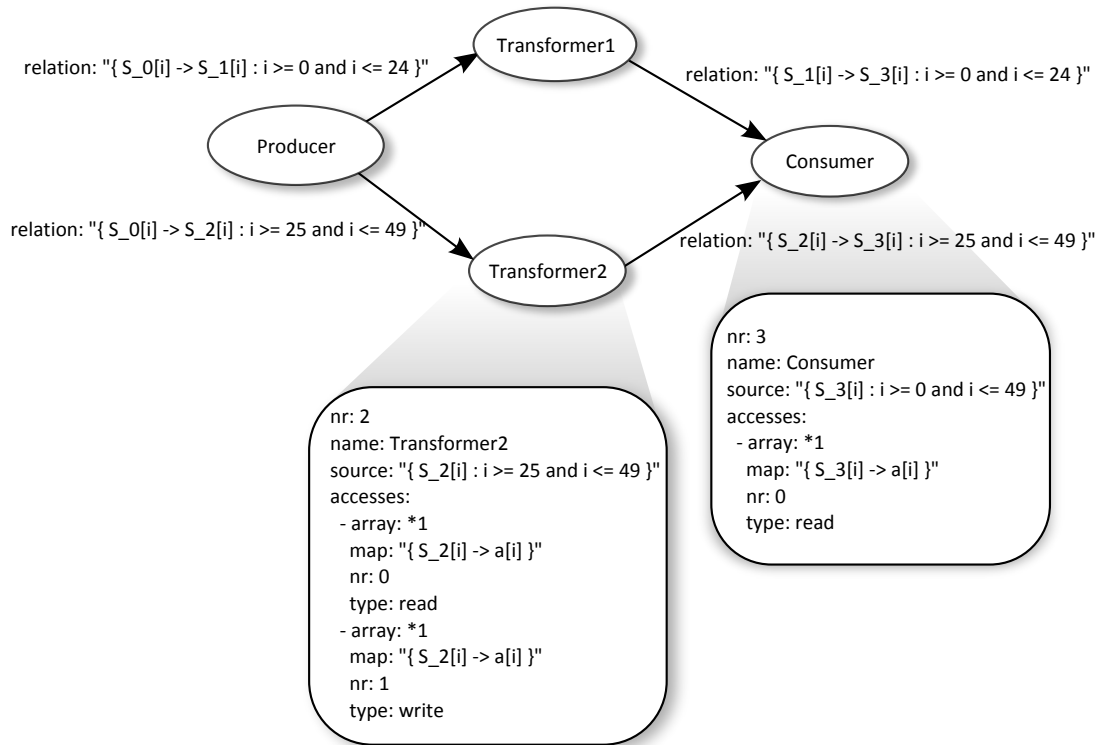 Transformer1
relation: "{ S_0[i] -> S_1[i] : i >= 0 and i <= 24 }"
relation: "{ S_1[i] -> S_3[i] : i >= 0 and i <= 24 }"
Producer
Consumer
relation: "{ S_0[i] -> S_2[i] : i >= 25 and i <= 49 }"
relation: "{ S_2[i] -> S_3[i] : i >= 25 and i <= 49 }"
Transformer2
nr: 3
name: Consumer
source: "{ S_3[i] : i >= 0 and i <= 49 }"
accesses:
- array: *1
map: "{ S_3[i] -> a[i] }"
nr: 0
type: read
nr: 2
name: Transformer2
source: "{ S_2[i] : i >= 25 and i <= 49 }"
accesses:
- array: *1
map: "{ S_2[i] -> a[i] }"
nr: 0
type: read
- array: *1
map: "{ S_2[i] -> a[i] }"
nr: 1
type: write